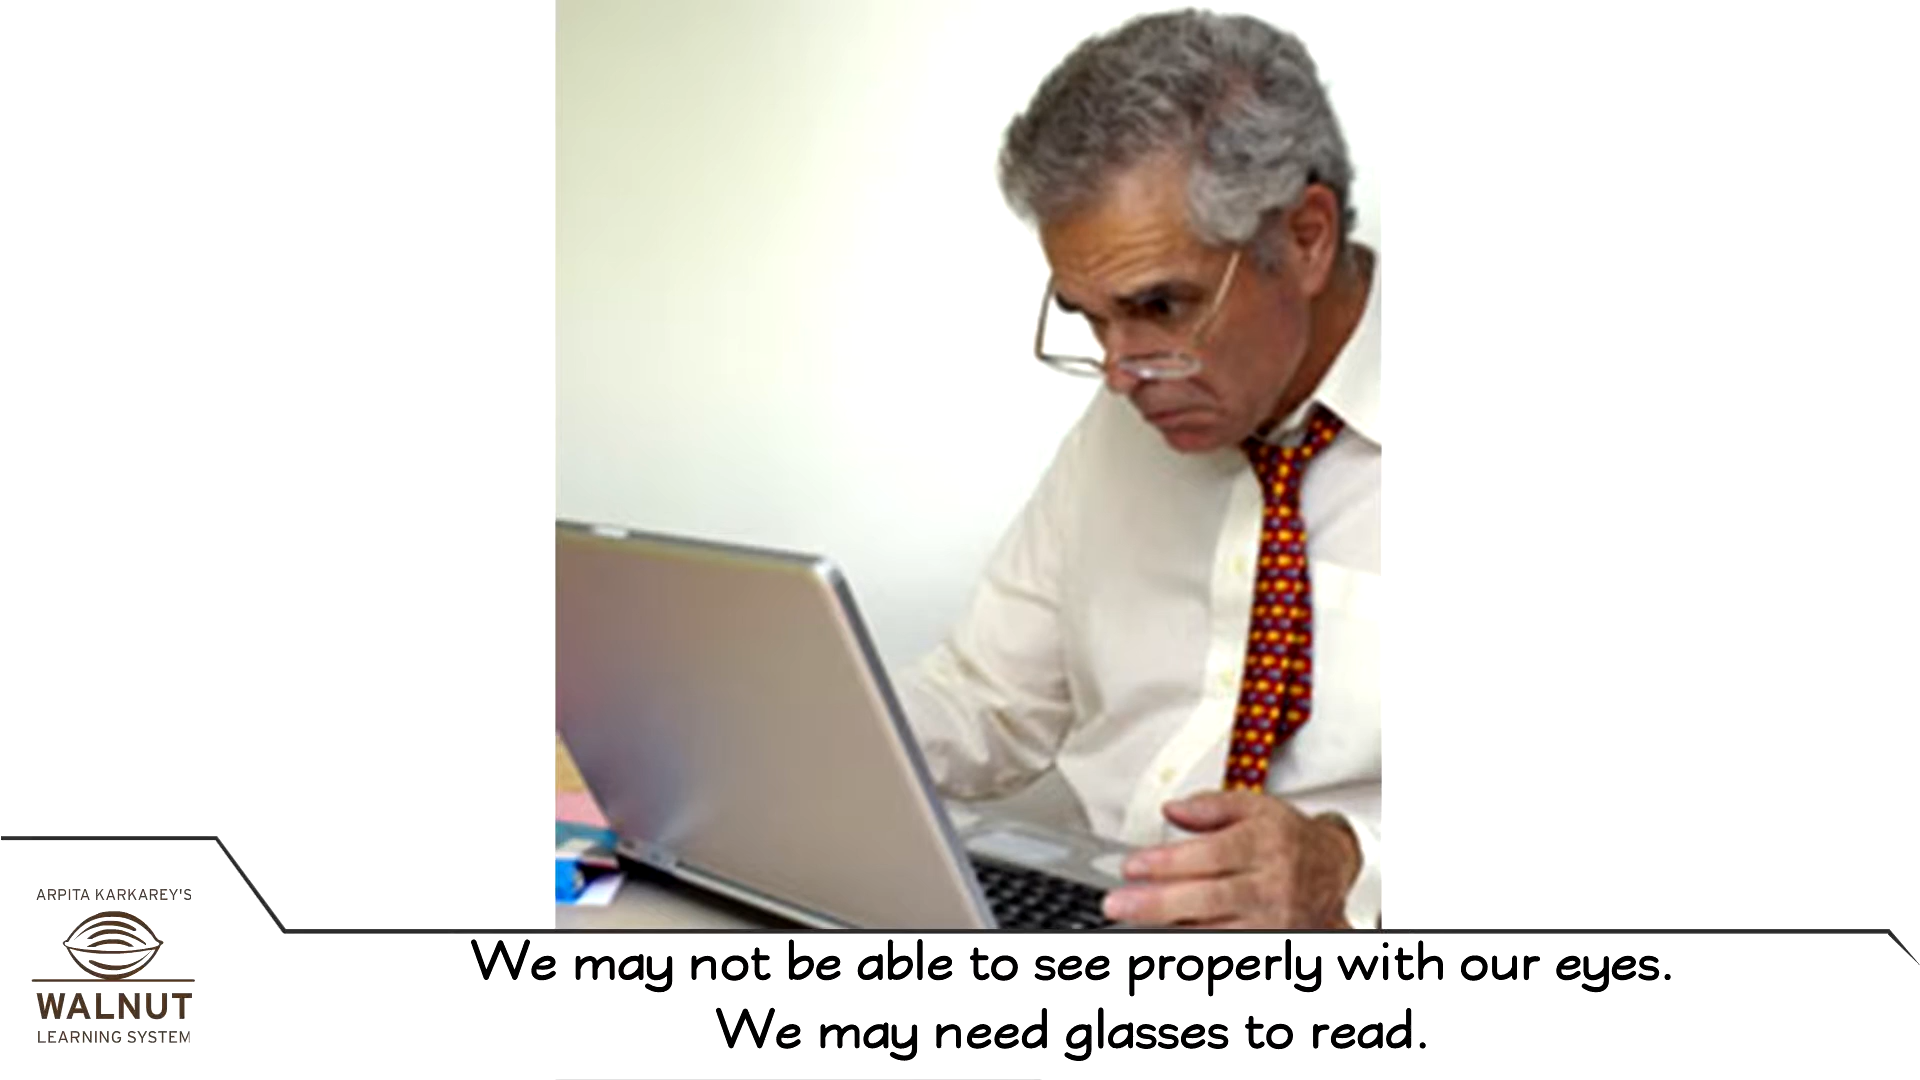 ARPITA KARKAREY'S
WALNUT
LEARNING SYSTEM
We may not be able to see properly with our eyes.
We may need glasses to read.